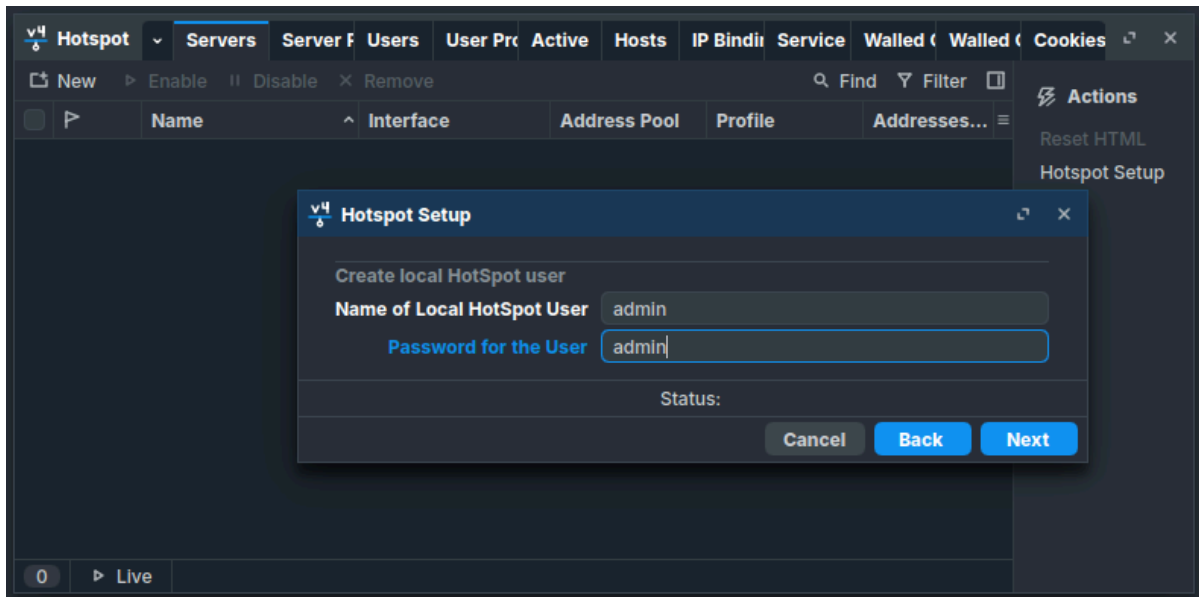 Hotspot Servers Server P Users User Pro Active Hosts IP Bindin Service Walled G Walled G Cookies
New Enable Disable Remove Find Filter
Actions
Name Interface Address Pool Profile Addresses...
Reset HTML
Hotspot Setup
v4 Hotspot Setup
Create local HotSpot user
Name of Local HotSpot User admin
Password for the User admin
Status:
Cancel Back Next
0 Live